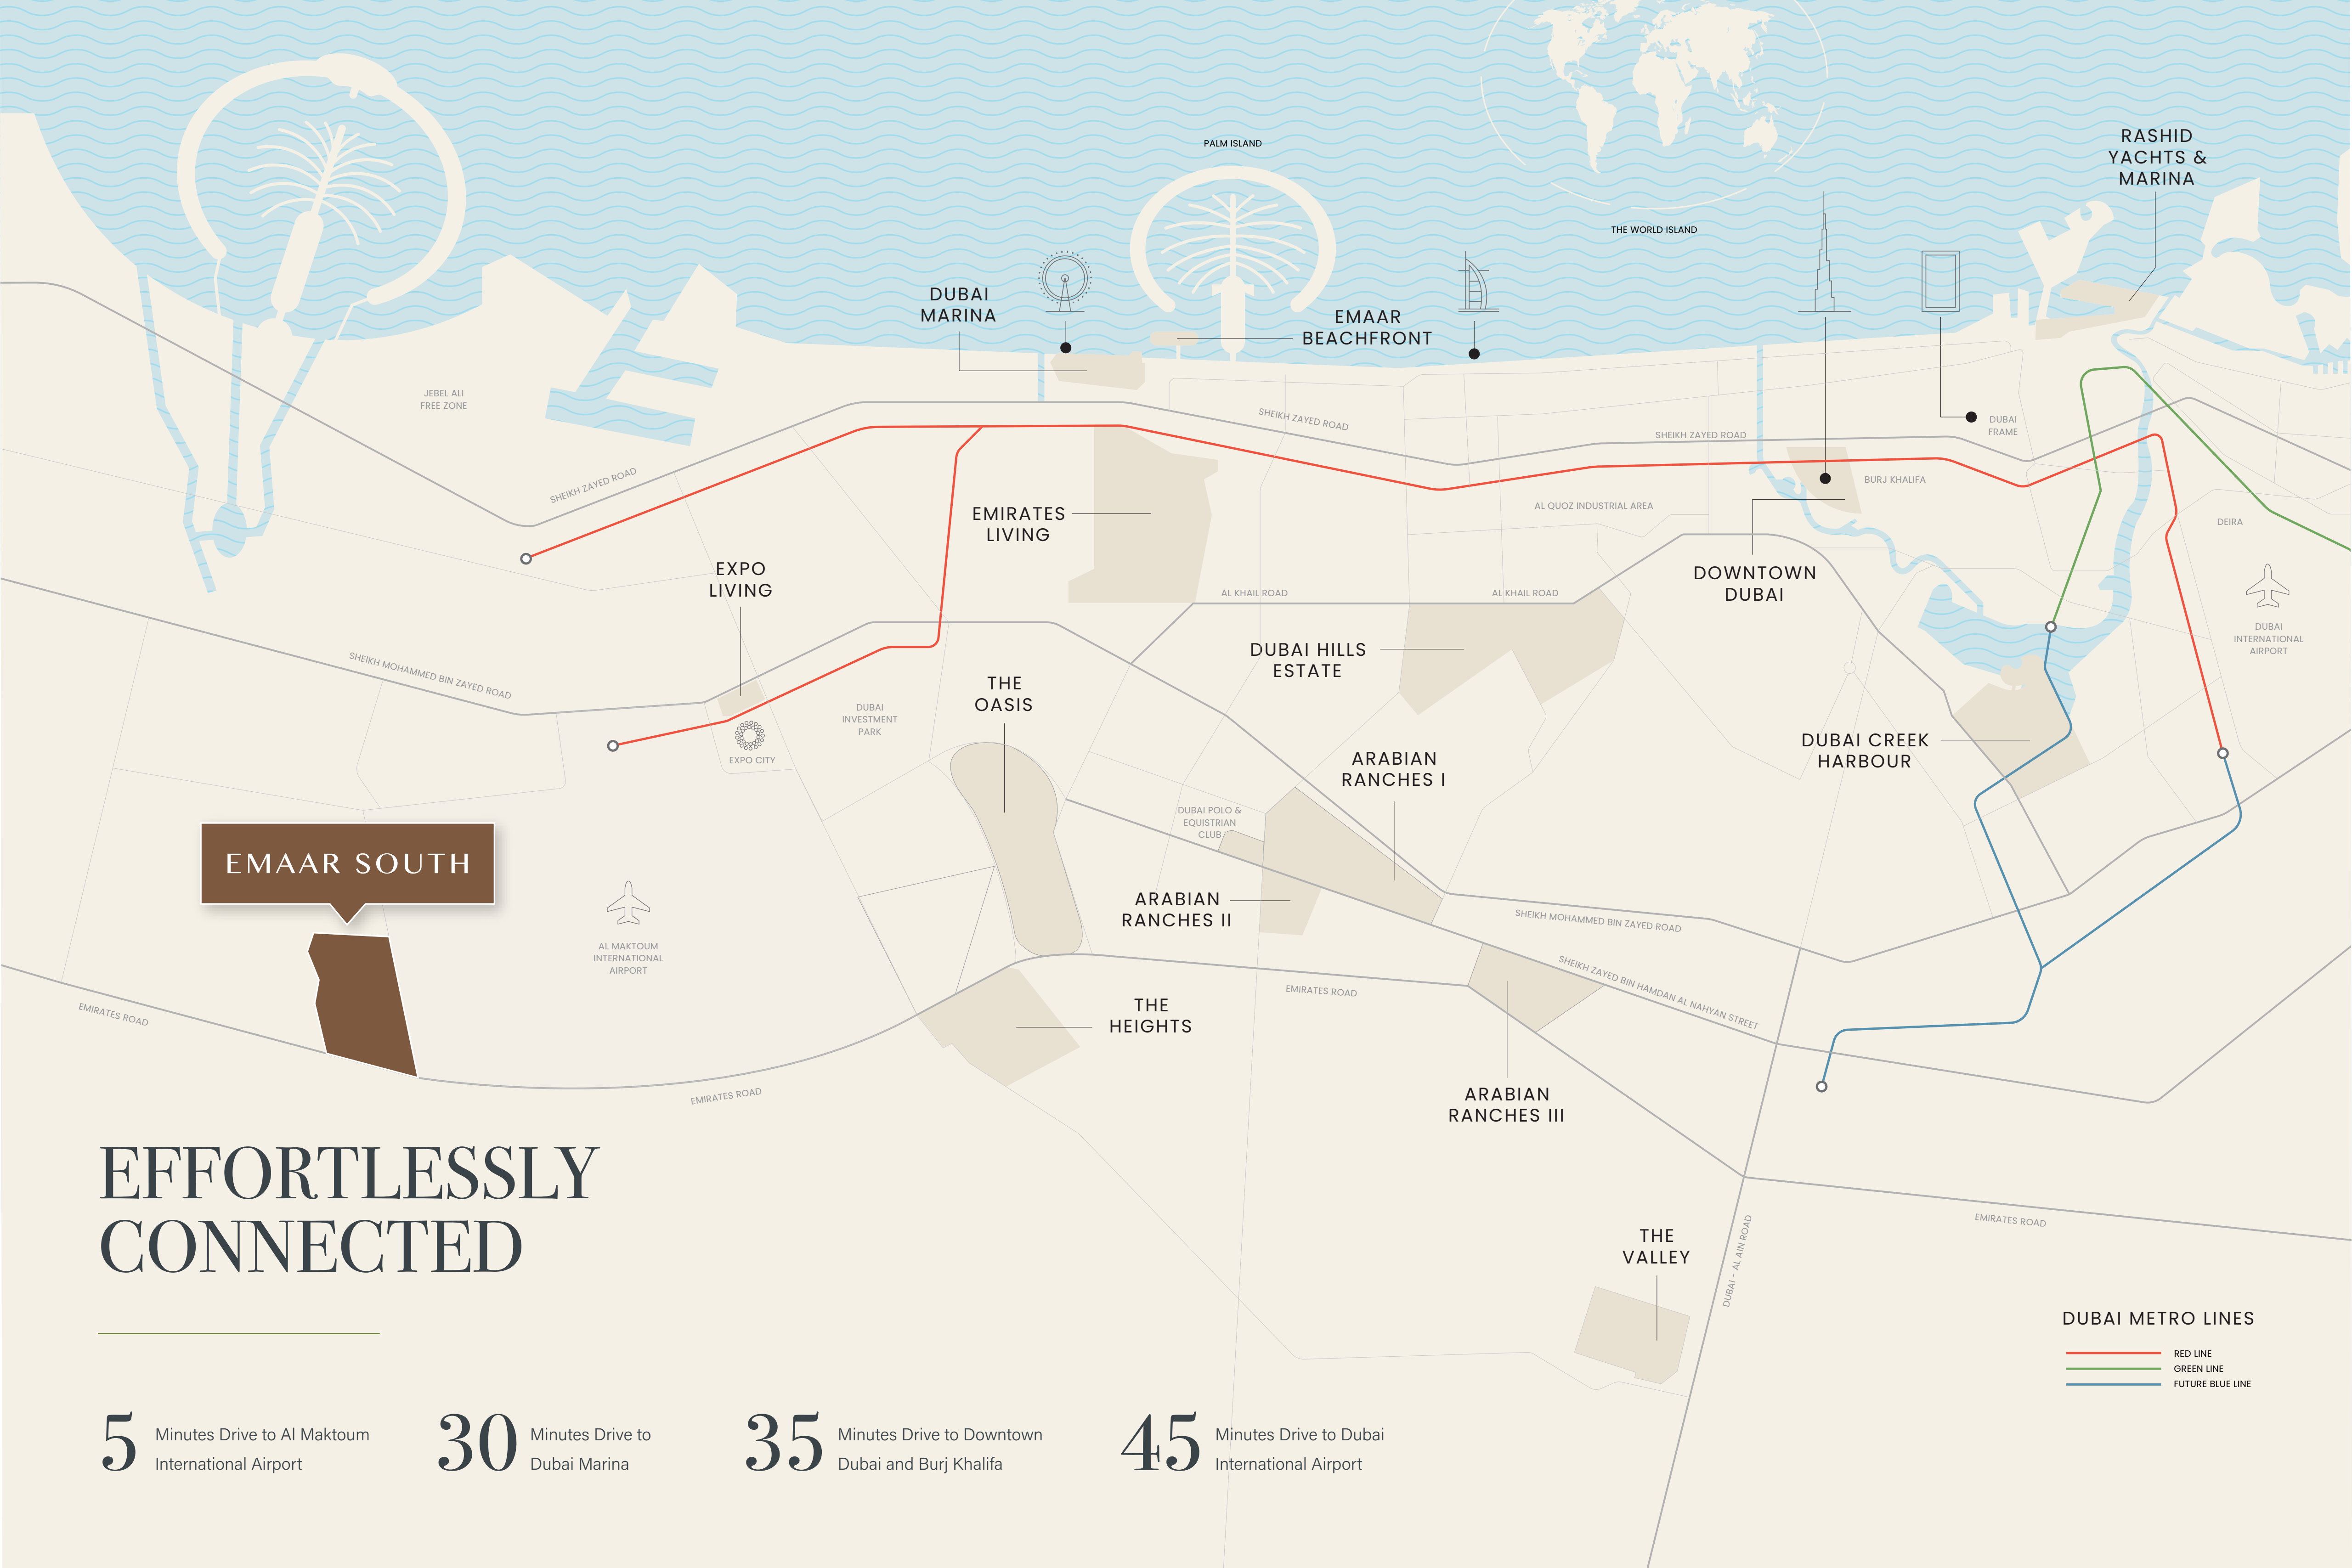 PALM ISLAND
THE WORLD ISLAND
RASHID
YACHTS &
MARINA
DUBAI
MARINA
EMAAR
BEACHFRONT
JEBEL ALI
FREE ZONE
SHEIKH ZAYED ROAD
SHEIKH ZAYED ROAD
SHEIKH ZAYED ROAD
DUBAI
FRAME
BURJ KHALIFA
AL QUOZ INDUSTRIAL AREA
DEIRA
EMIRATES
LIVING
EXPO
LIVING
AL KHAIL ROAD
AL KHAIL ROAD
DOWNTOWN
DUBAI
DUBAI
INTERNATIONAL
AIRPORT
SHEIKH MOHAMMED BIN ZAYED ROAD
DUBAI HILLS
ESTATE
THE
OASIS
DUBAI
INVESTMENT
PARK
EXPO CITY
DUBAI CREEK
HARBOUR
ARABIAN
RANCHES I
DUBAI POLO &
EQUESTRIAN
CLUB
EMAAR SOUTH
ARABIAN
RANCHES II
SHEIKH MOHAMMED BIN ZAYED ROAD
AL MAKTOUM
INTERNATIONAL
AIRPORT
SHEIKH ZAYED BIN HAMDAN AL NAHYAN STREET
EMIRATES ROAD
EMIRATES ROAD
THE
HEIGHTS
EMIRATES ROAD
ARABIAN
RANCHES III
EMIRATES ROAD
THE
VALLEY
DUBAI - AL AIN ROAD
EFFORTLESSLY
CONNECTED
DUBAI METRO LINES
RED LINE
GREEN LINE
FUTURE BLUE LINE
5 Minutes Drive to Al Maktoum
International Airport
30 Minutes Drive to
Dubai Marina
35 Minutes Drive to Downtown
Dubai and Burj Khalifa
45 Minutes Drive to Dubai
International Airport